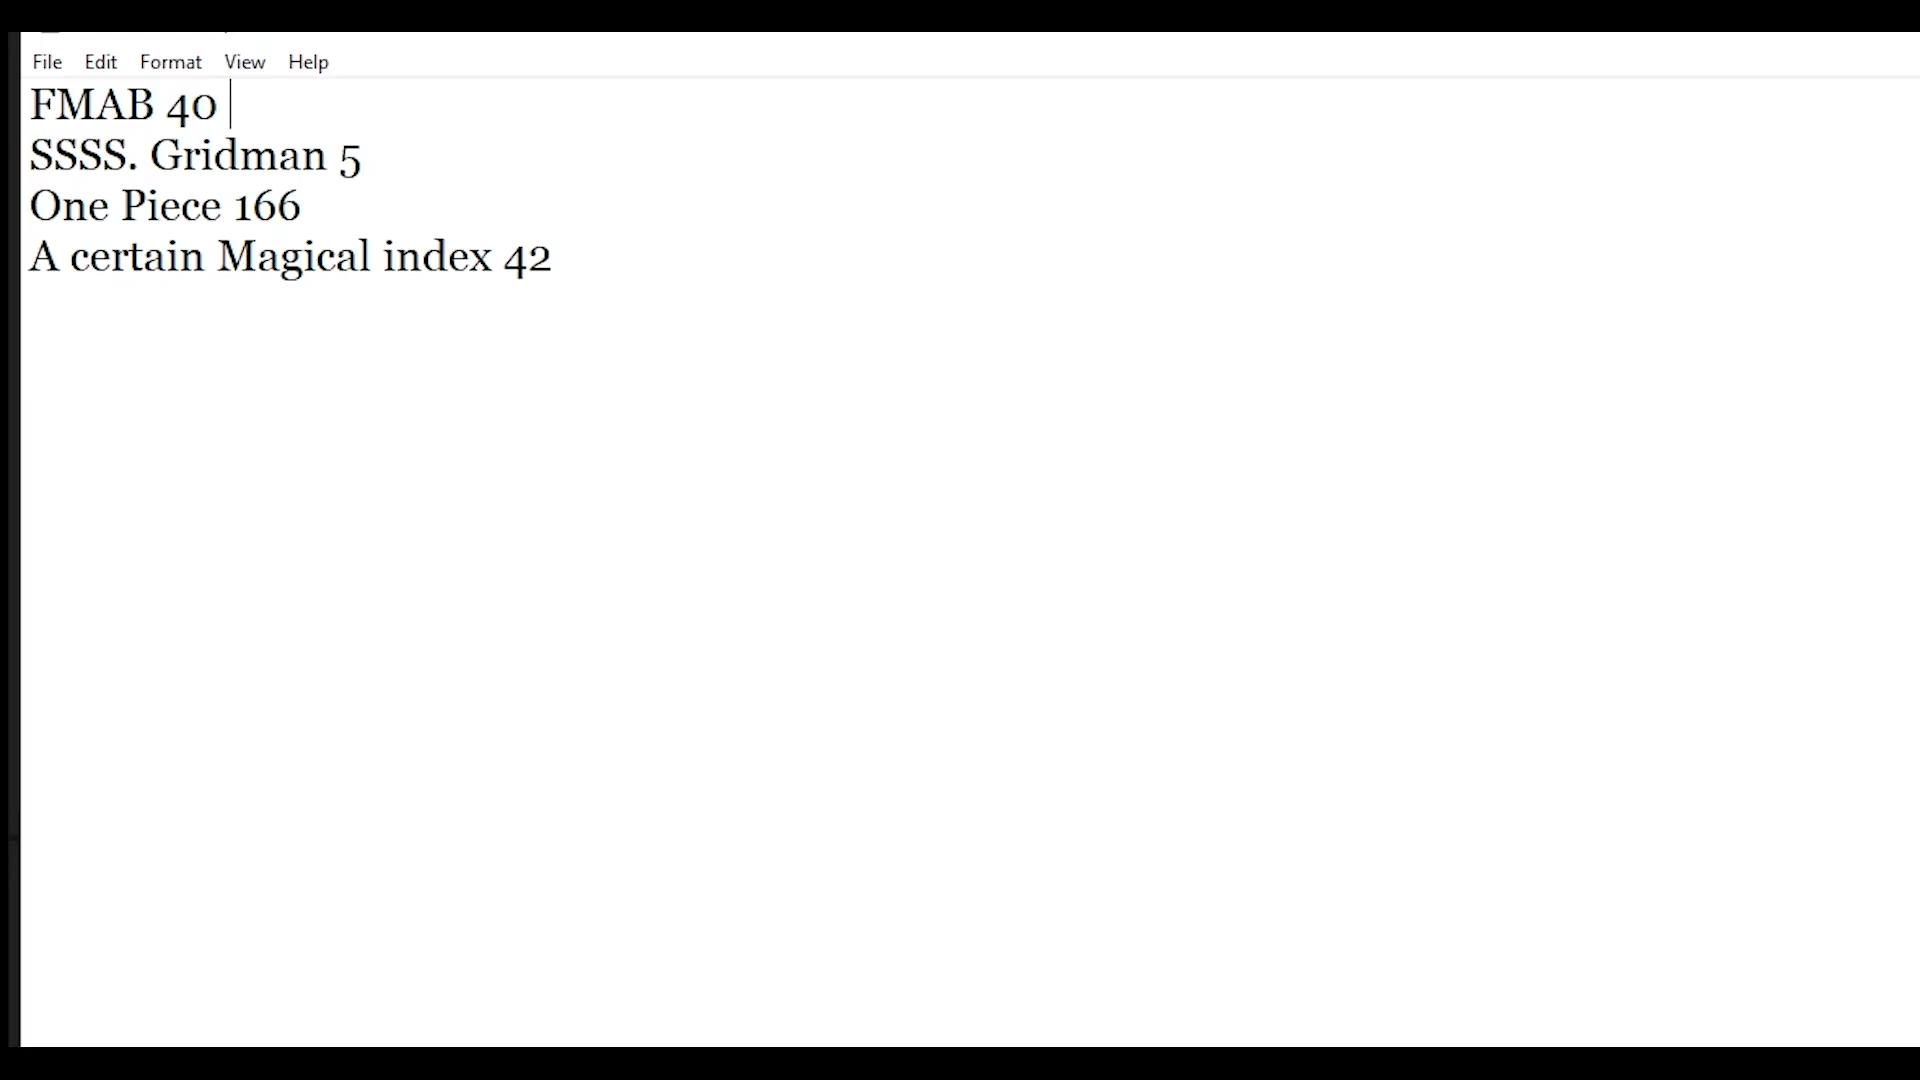 File Edit Format View Help
FMAB 40
SSSS. Gridman 5
One Piece 166
A certain Magical index 42